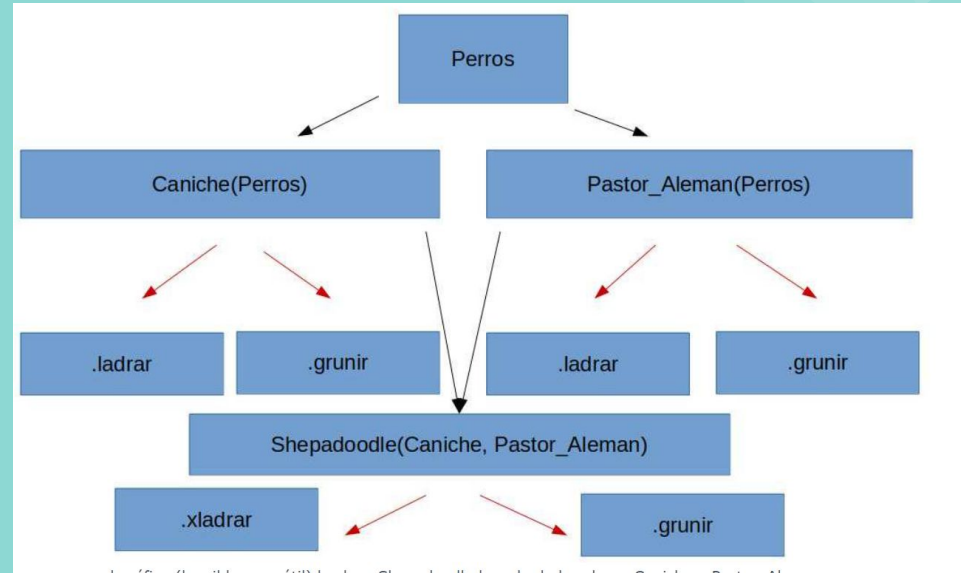 Perros
Caniche(Perros)
Pastor_Aleman(Perros)
.ladrar
.grunir
.ladrar
.grunir
Shepadoodle(Caniche, Pastor_Aleman)
.xladrar
.grunir